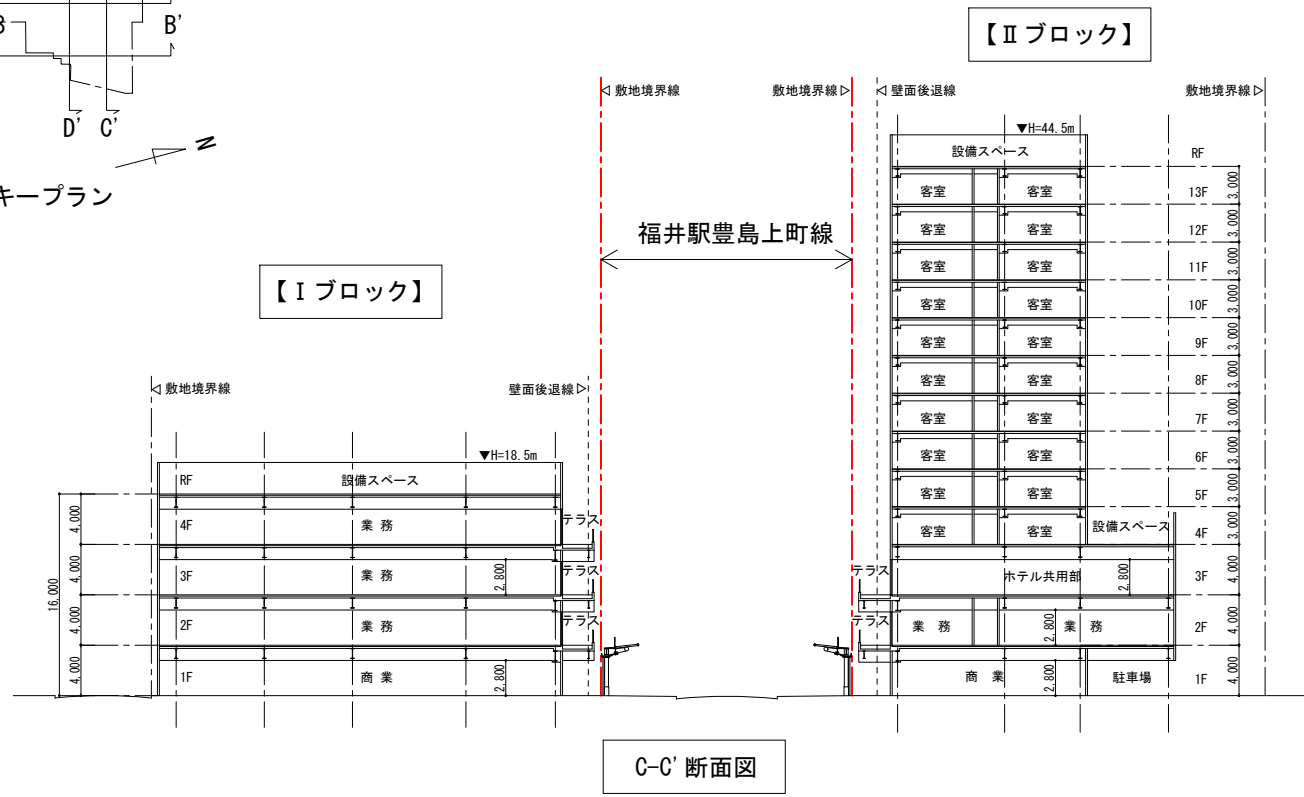 B'
D' C'
N
キープラン
【Ⅱブロック】
◁ 敷地境界線
敷地境界線 ▷
◁ 壁面後退線
敷地境界線 ▷
▼H=44.5m
設備スペース
RF
客室
客室
13F
3,000
客室
客室
12F
3,000
客室
客室
11F
3,000
客室
客室
10F
3,000
客室
客室
9F
3,000
客室
客室
8F
3,000
客室
客室
7F
3,000
客室
客室
6F
3,000
客室
客室
5F
3,000
客室
客室
設備スペース
4F
3,000
テラス
ホテル共用部
2,800
3F
4,000
テラス
業 務
2,800
業 務
2F
4,000
商 業
2,800
駐車場
1F
4,000
福井駅豊島上町線
【Ⅰブロック】
◁ 敷地境界線
壁面後退線 ▷
▼H=18.5m
RF
設備スペース
16,000
4,000
4F
業 務
テラス
4,000
3F
業 務
2,800
テラス
4,000
2F
業 務
テラス
4,000
1F
商 業
2,800
C-C' 断面図